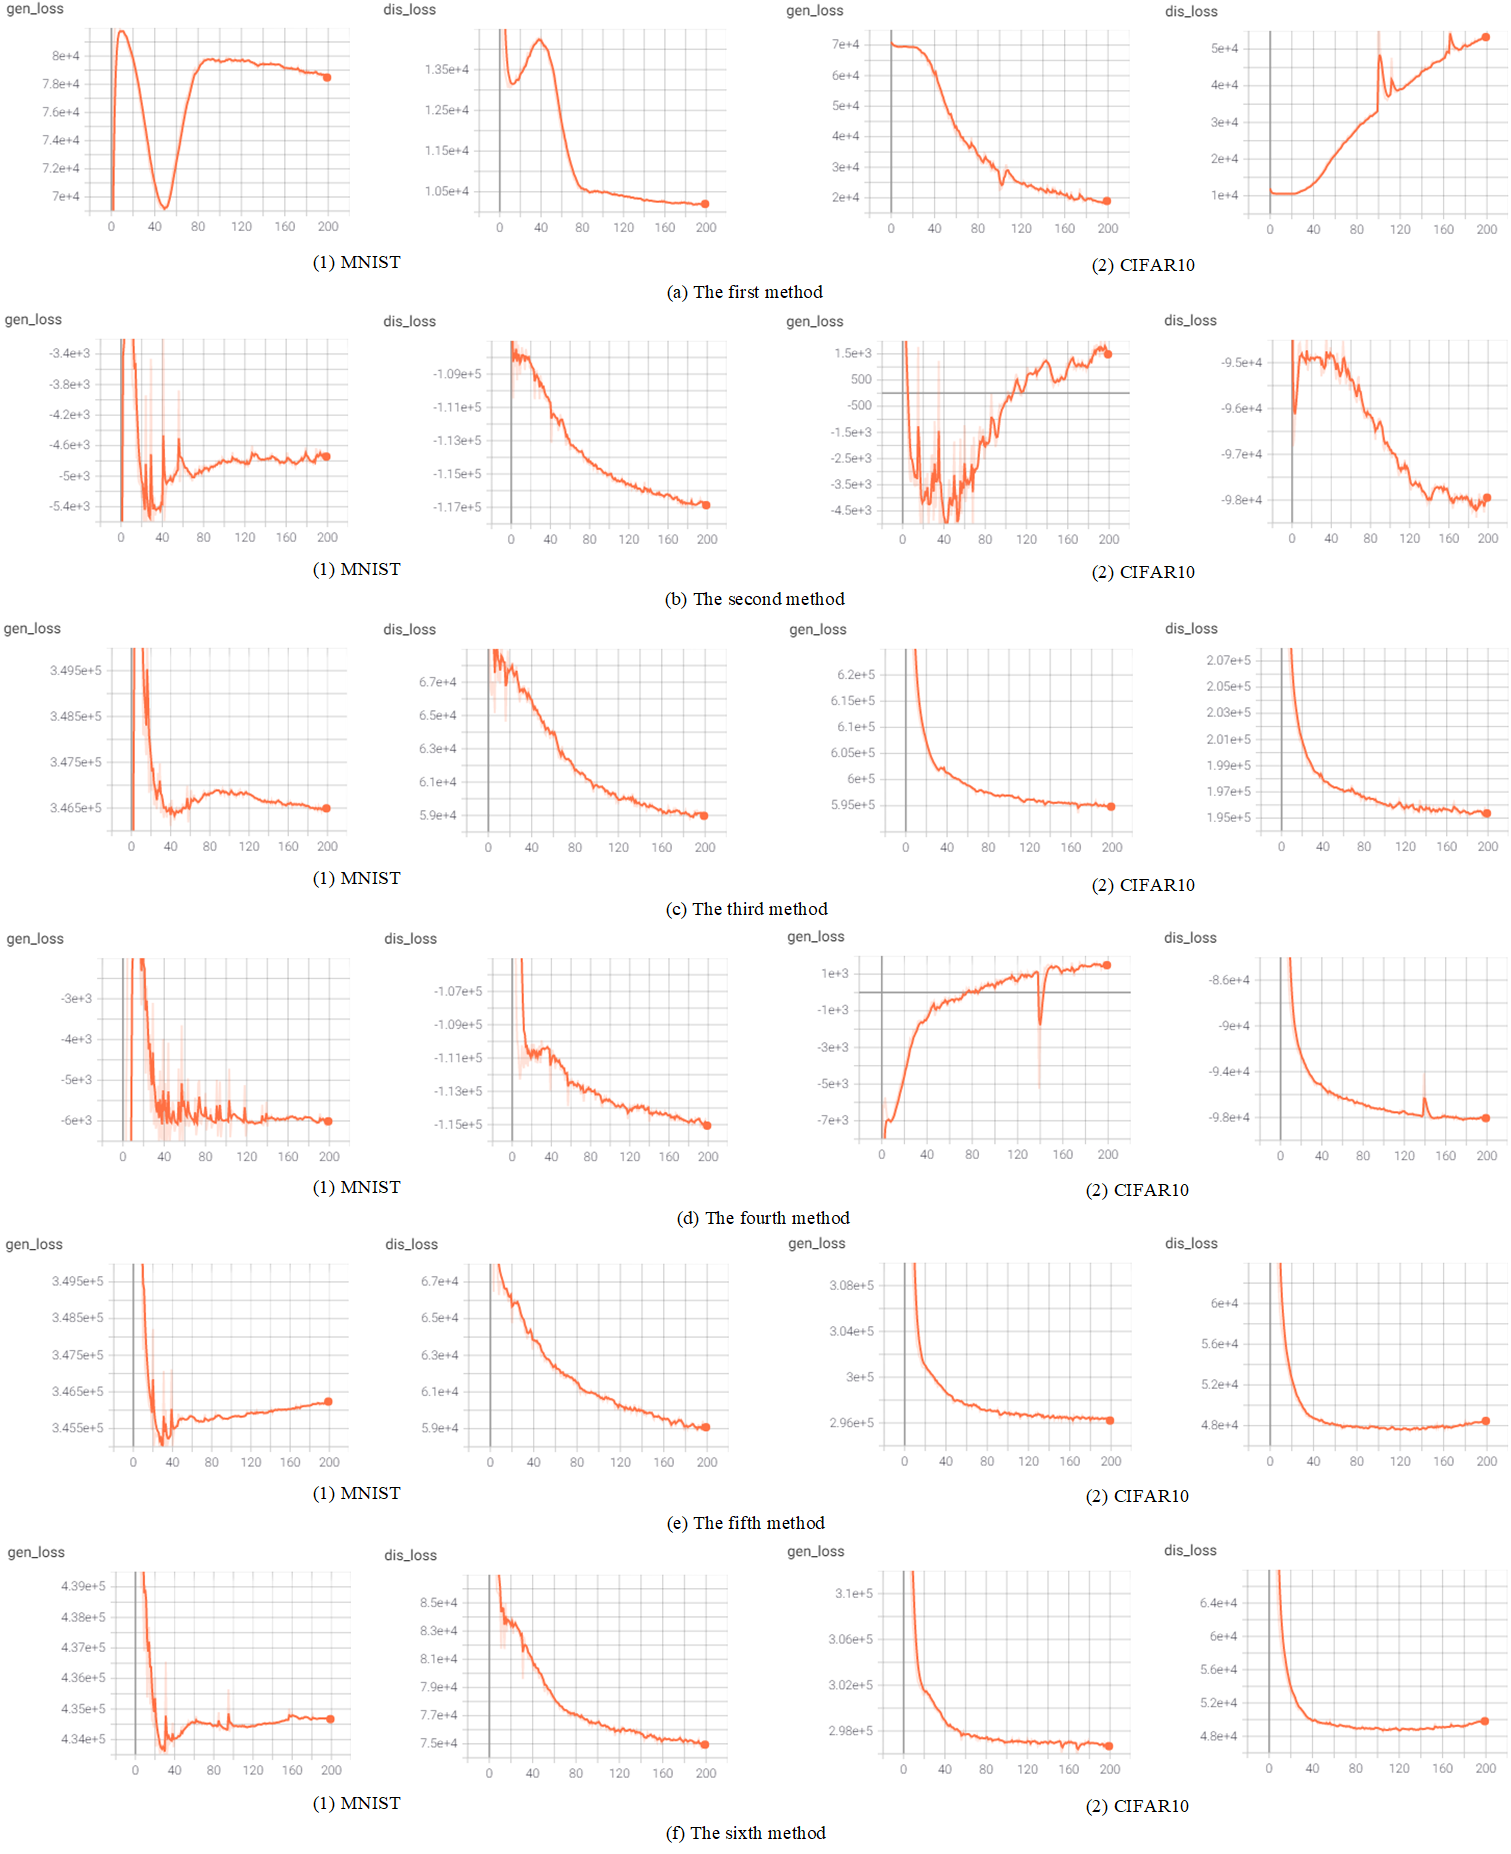 gen_loss dis_loss gen_loss dis_loss
8e+4 7.8e+4 7.6e+4 7.4e+4 7.2e+4 7e+4
0 40 80 120 160 200
1.35e+4 1.25e+4 1.15e+4 1.05e+4
0 40 80 120 160 200
7e+4 6e+4 5e+4 4e+4 3e+4 2e+4
0 40 80 120 160 200
5e+4 4e+4 3e+4 2e+4 1e+4
0 40 80 120 160 200
(1) MNIST (2) CIFAR10
(a) The first method
gen_loss dis_loss gen_loss dis_loss
-3.4e+3 -3.8e+3 -4.2e+3 -4.6e+3 -5e+3 -5.4e+3
0 40 80 120 160 200
-1.09e+5 -1.11e+5 -1.13e+5 -1.15e+5 -1.17e+5
0 40 80 120 160 200
1.5e+3 500 -500 -1.5e+3 -2.5e+3 -3.5e+3 -4.5e+3
0 40 80 120 160 200
-9.5e+4 -9.6e+4 -9.7e+4 -9.8e+4
0 40 80 120 160 200
(1) MNIST (2) CIFAR10
(b) The second method
gen_loss dis_loss gen_loss dis_loss
3.495e+5 3.485e+5 3.475e+5 3.465e+5
0 40 80 120 160 200
6.7e+4 6.5e+4 6.3e+4 6.1e+4 5.9e+4
0 40 80 120 160 200
6.2e+5 6.15e+5 6.1e+5 6.05e+5 6e+5 5.95e+5
0 40 80 120 160 200
2.07e+5 2.05e+5 2.03e+5 2.01e+5 1.99e+5 1.97e+5 1.95e+5
0 40 80 120 160 200
(1) MNIST (2) CIFAR10
(c) The third method
gen_loss dis_loss gen_loss dis_loss
-3e+3 -4e+3 -5e+3 -6e+3
0 40 80 120 160 200
-1.07e+5 -1.09e+5 -1.11e+5 -1.13e+5 -1.15e+5
0 40 80 120 160 200
1e+3 -1e+3 -3e+3 -5e+3 -7e+3
0 40 80 120 160 200
-8.6e+4 -9e+4 -9.4e+4 -9.8e+4
0 40 80 120 160 200
(1) MNIST (2) CIFAR10
(d) The fourth method
gen_loss dis_loss gen_loss dis_loss
3.495e+5 3.485e+5 3.475e+5 3.465e+5 3.455e+5
0 40 80 120 160 200
6.7e+4 6.5e+4 6.3e+4 6.1e+4 5.9e+4
0 40 80 120 160 200
3.08e+5 3.04e+5 3e+5 2.96e+5
0 40 80 120 160 200
6e+4 5.6e+4 5.2e+4 4.8e+4
0 40 80 120 160 200
(1) MNIST (2) CIFAR10
(e) The fifth method
gen_loss dis_loss gen_loss dis_loss
4.39e+5 4.38e+5 4.37e+5 4.36e+5 4.35e+5 4.34e+5
0 40 80 120 160 200
8.5e+4 8.3e+4 8.1e+4 7.9e+4 7.7e+4 7.5e+4
0 40 80 120 160 200
3.1e+5 3.06e+5 3.02e+5 2.98e+5
0 40 80 120 160 200
6.4e+4 6e+4 5.6e+4 5.2e+4 4.8e+4
0 40 80 120 160 200
(1) MNIST (2) CIFAR10
(f) The sixth method